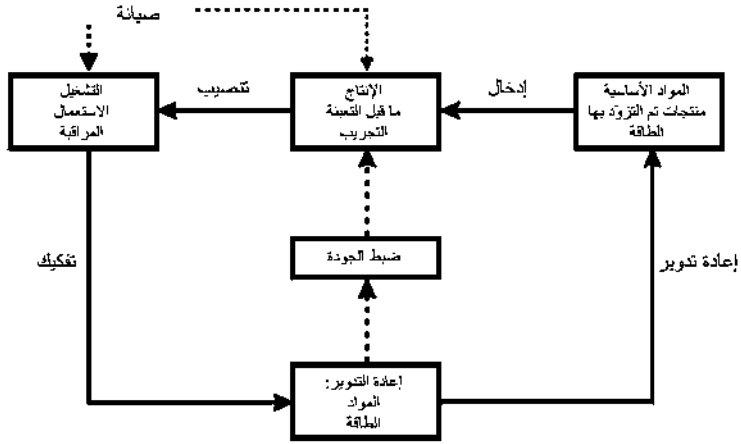 صيانة
المواد الأساسية
منتجات تم التزود بها
الطاقة
إدخال
الإنتاج
ما قبل التعبئة
التجريب
تنصيب
التشغيل
الاستعمال
المراقبة
ضبط الجودة
إعادة تدوير
تفكيك
إعادة التدوير:
المواد
الطاقة